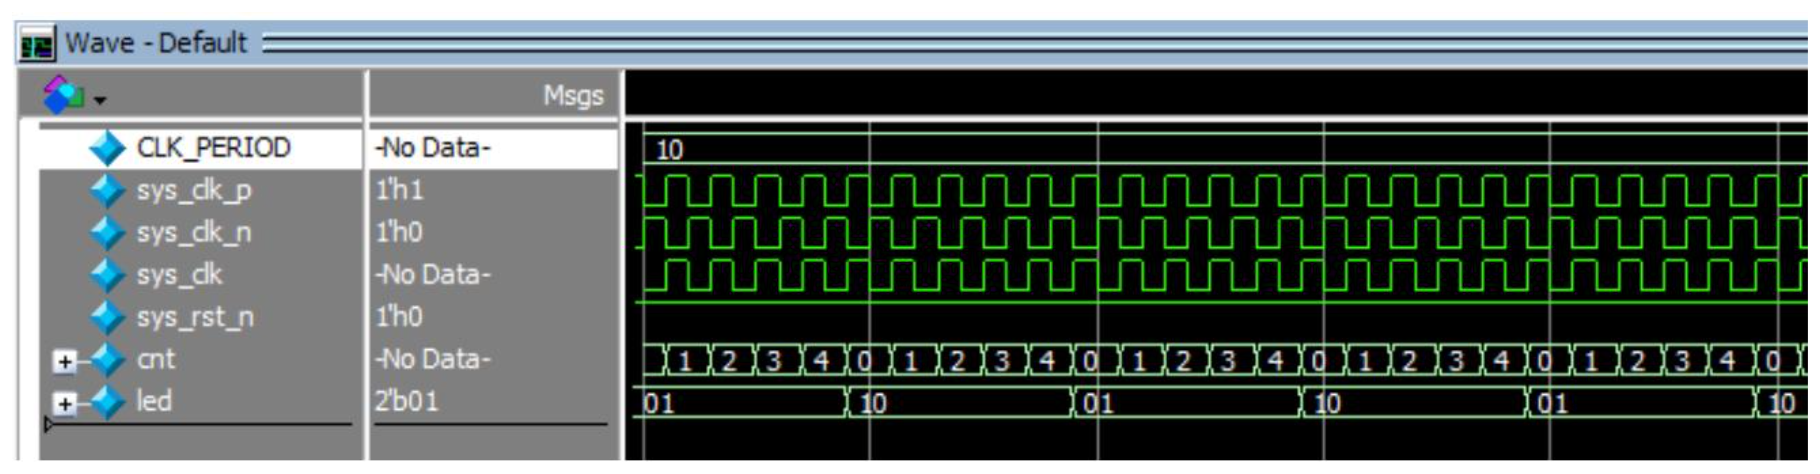 Wave - Default
Msgs
CLK_PERIOD -No Data- 10
sys_clk_p 1'h1
sys_clk_n 1'h0
sys_clk -No Data-
sys_rst_n 1'h0
cnt -No Data- 1 2 3 4 0 1 2 3 4 0 1 2 3 4 0 1 2 3 4 0 1 2 3 4 0
led 2'b01 01 10 01 10 01 10